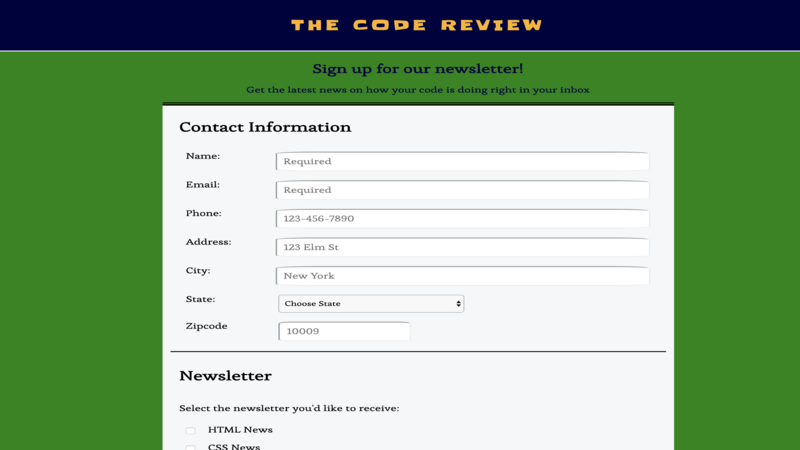 THE CODE REVIEW
Sign up for our newsletter!
Get the latest news on how your code is doing right in your inbox
Contact Information
Name: Required
Email: Required
Phone: 123-456-7890
Address: 123 Elm St
City: New York
State: Choose State
Zipcode 10009
Newsletter
Select the newsletter you'd like to receive:
HTML News
CSS News